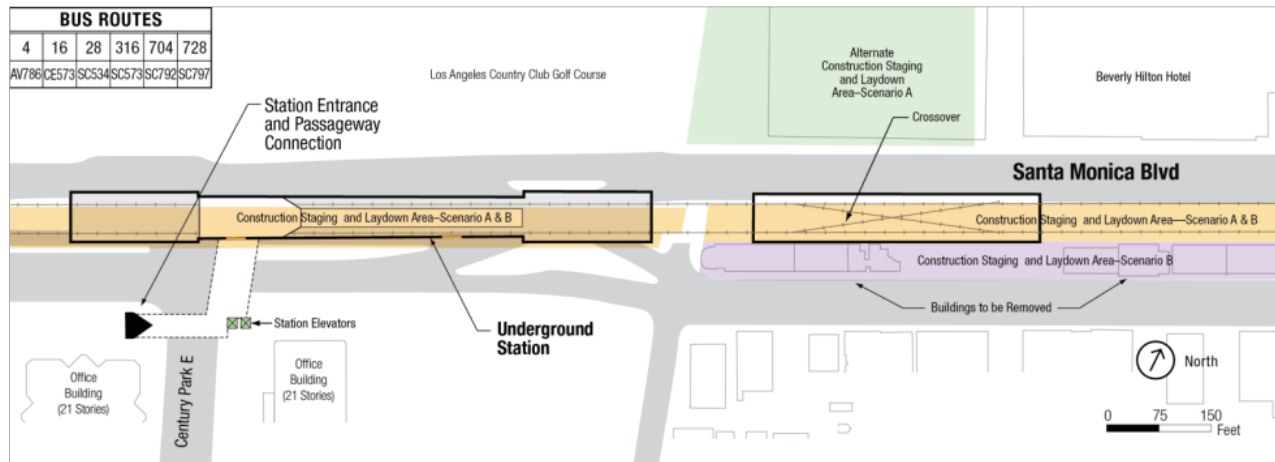 BUS ROUTES
4 16 28 316 704 728
AV786 CE573 SC534 SC573 SC792 SC797
Los Angeles Country Club Golf Course
Alternate
Construction Staging
and Laydown
Area–Scenario A
Beverly Hilton Hotel
Station Entrance
and Passageway
Connection
Crossover
Santa Monica Blvd
Construction Staging and Laydown Area–Scenario A & B
Construction Staging and Laydown Area—Scenario A & B
Construction Staging and Laydown Area–Scenario B
Buildings to be Removed
Station Elevators
Underground
Station
Office
Building
(21 Stories)
Century Park E
Office
Building
(21 Stories)
North
0 75 150
Feet